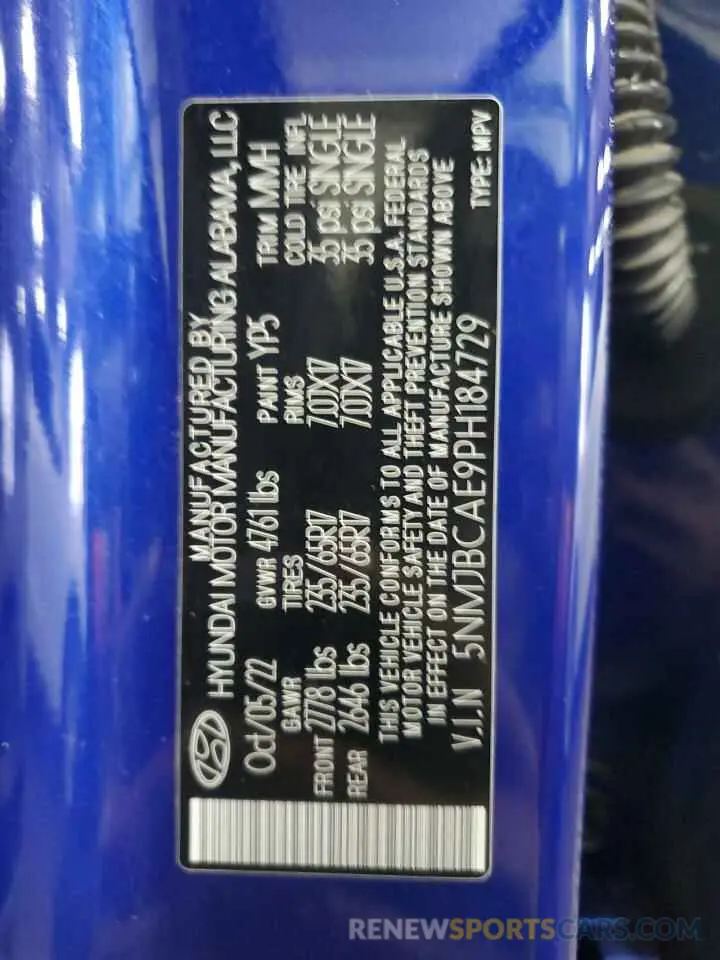 MANUFACTURED BY
HYUNDAI MOTOR MANUFACTURING ALABAMA, LLC
Oct/05/22 GVWR 4761 lbs PAINT YP5 TRIM MMH
GAWR TIRES RIMS COLD TIRE INFL
FRONT 2778 lbs 235/65R17 7.0JX17 35 psi SINGLE
REAR 2646 lbs 235/65R17 7.0JX17 35 psi SINGLE
THIS VEHICLE CONFORMS TO ALL APPLICABLE U.S.A. FEDERAL
MOTOR VEHICLE SAFETY AND THEFT PREVENTION STANDARDS
IN EFFECT ON THE DATE OF MANUFACTURE SHOWN ABOVE
V.I.N 5NMJBCAE9PH184729 TYPE: MPV
RENEWSPORTSCARS.COM